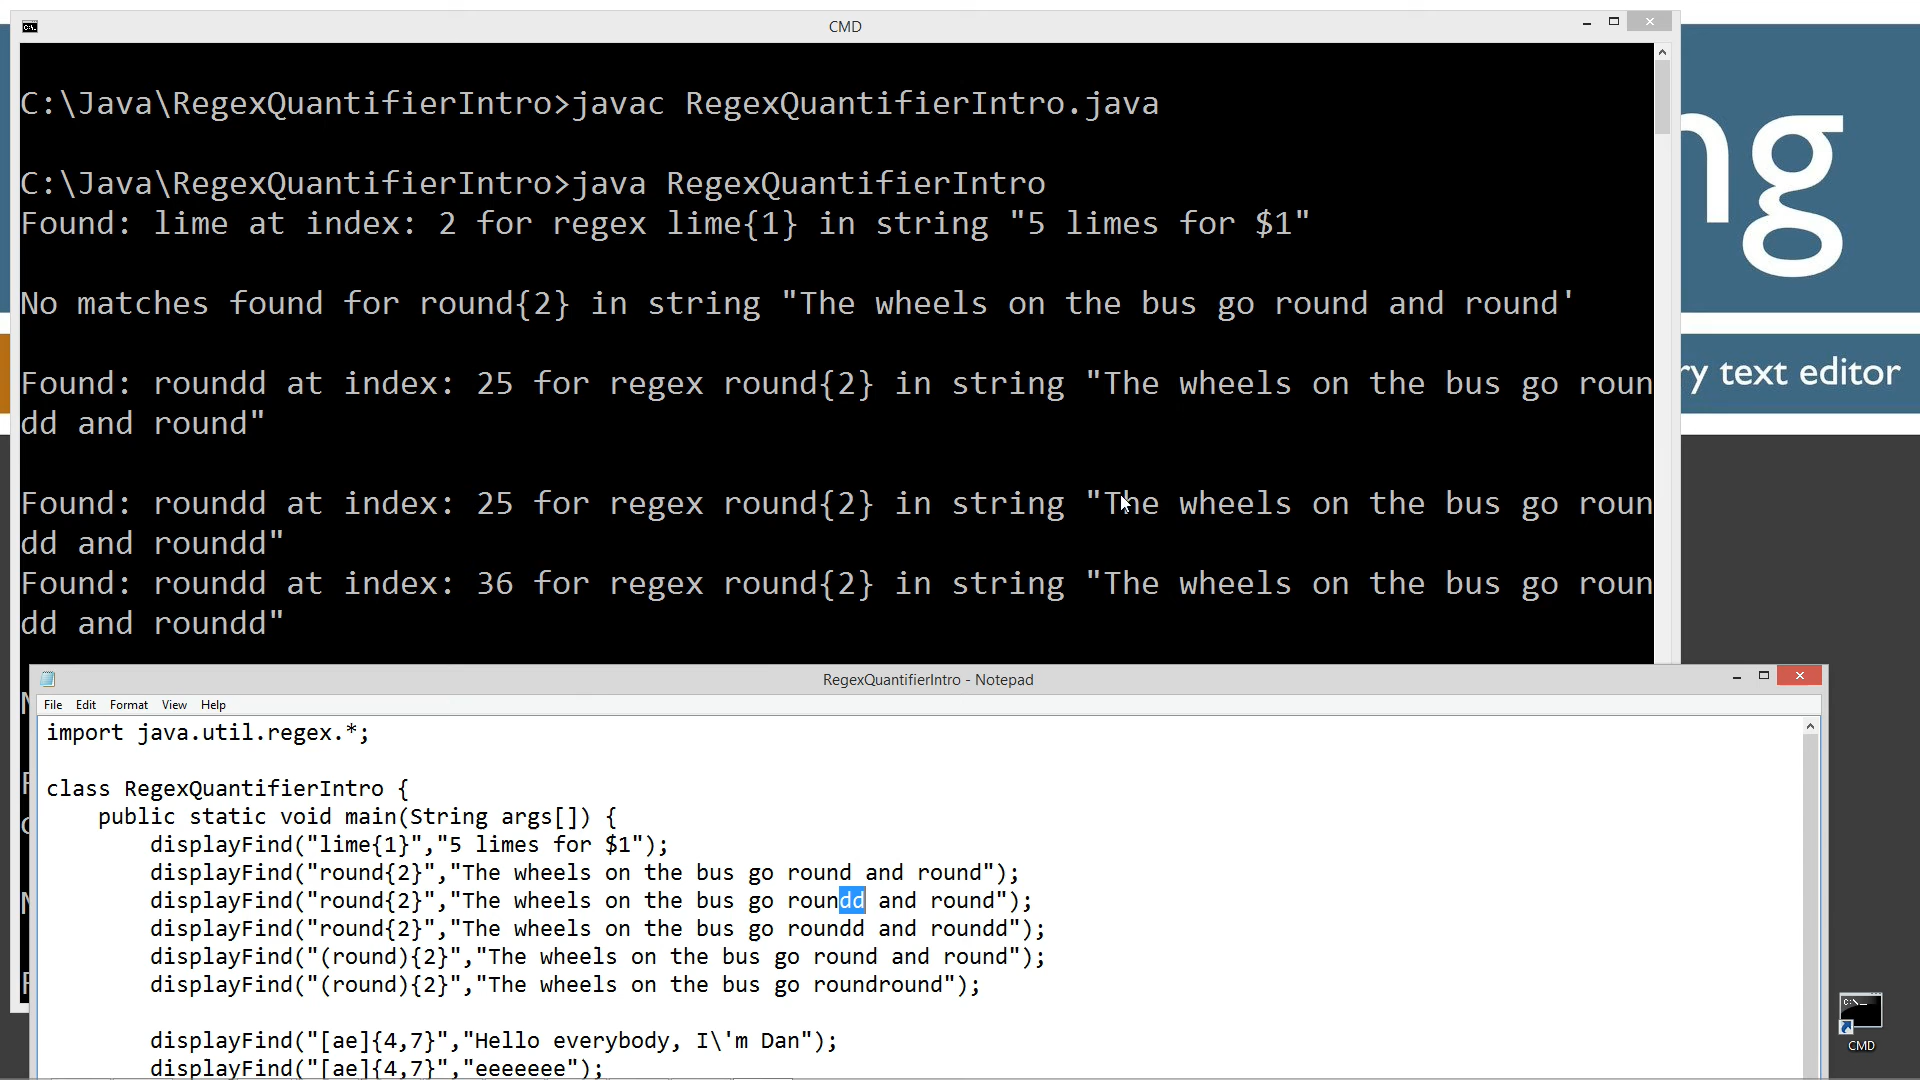 CMD
C:\Java\RegexQuantifierIntro>javac RegexQuantifierIntro.java
C:\Java\RegexQuantifierIntro>java RegexQuantifierIntro
Found: lime at index: 2 for regex lime{1} in string "5 limes for $1"
No matches found for round{2} in string "The wheels on the bus go round and round'
Found: roundd at index: 25 for regex round{2} in string "The wheels on the bus go roun
dd and round"
Found: roundd at index: 25 for regex round{2} in string "The wheels on the bus go roun
dd and roundd"
Found: roundd at index: 36 for regex round{2} in string "The wheels on the bus go roun
dd and roundd"
ng
ry text editor
RegexQuantifierIntro - Notepad
File Edit Format View Help
import java.util.regex.*;
class RegexQuantifierIntro {
public static void main(String args[]) {
displayFind("lime{1}","5 limes for $1");
displayFind("round{2}","The wheels on the bus go round and round");
displayFind("round{2}","The wheels on the bus go roundd and round");
displayFind("round{2}","The wheels on the bus go roundd and roundd");
displayFind("(round){2}","The wheels on the bus go round and round");
displayFind("(round){2}","The wheels on the bus go roundround");
displayFind("[ae]{4,7}","Hello everybody, I\'m Dan");
displayFind("[ae]{4,7}","eeeeeee");
CMD